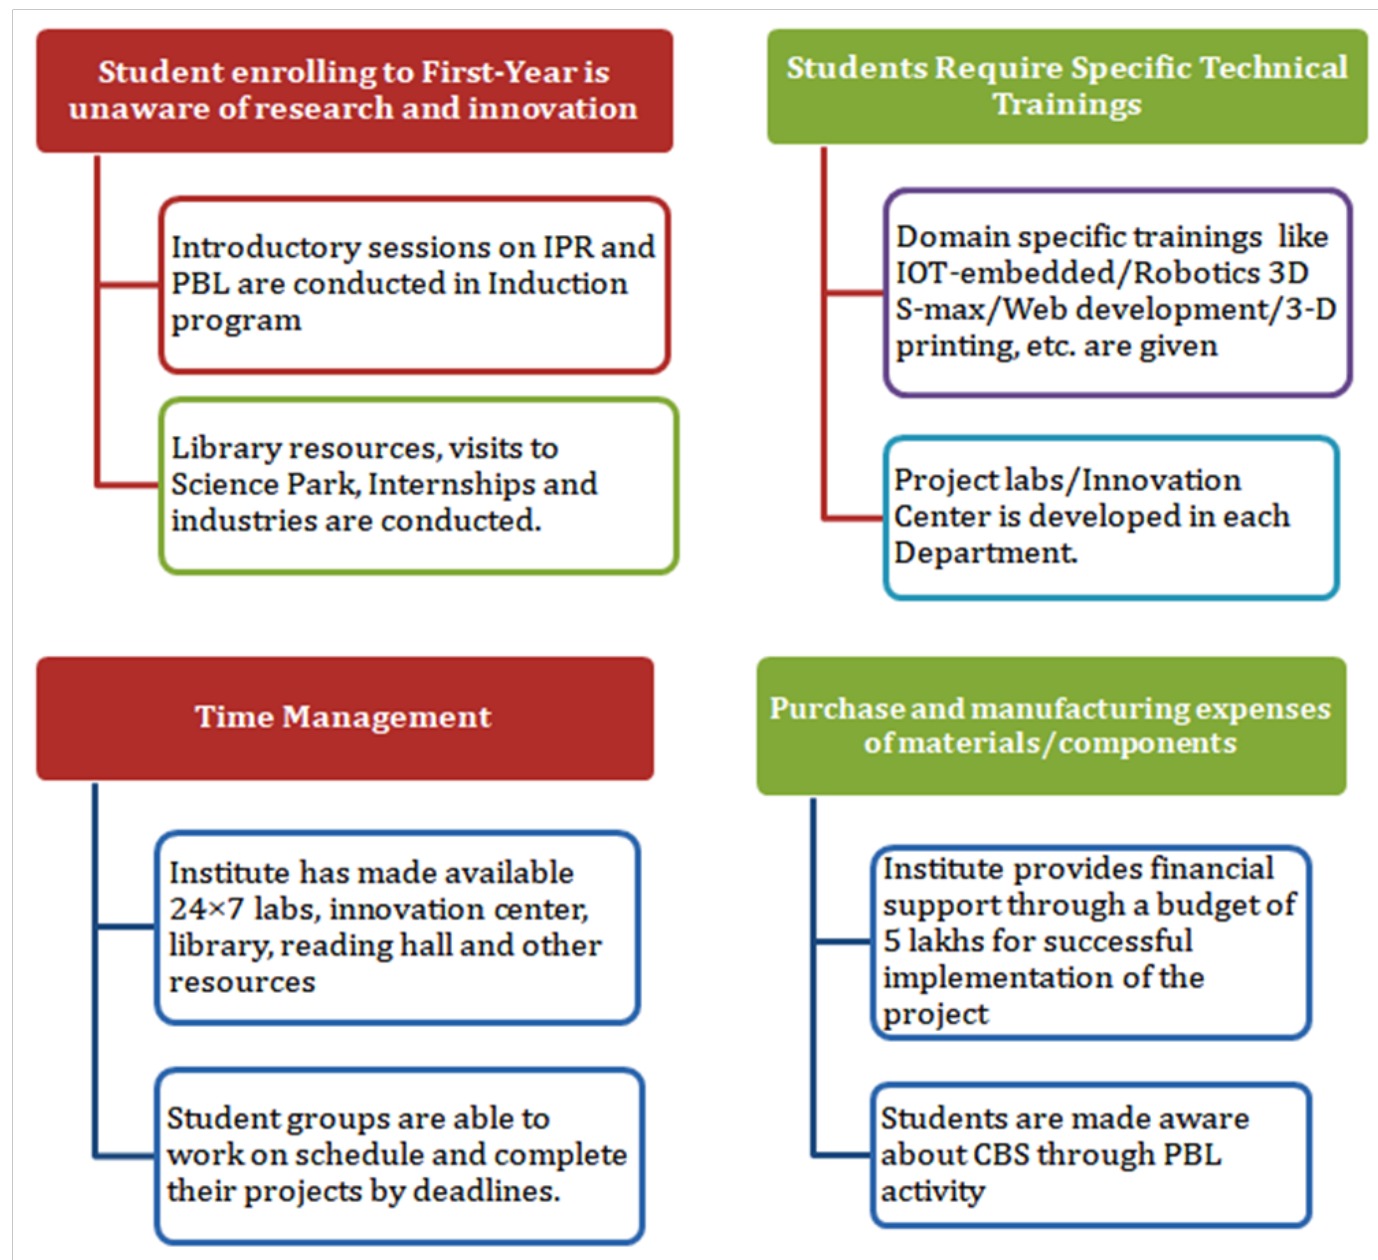 Student enrolling to First-Year is
unaware of research and innovation
Introductory sessions on IPR and
PBL are conducted in Induction
program
Library resources, visits to
Science Park, Internships and
industries are conducted.
Students Require Specific Technical
Trainings
Domain specific trainings like
IOT-embedded/Robotics 3D
S-max/Web development/3-D
printing, etc. are given
Project labs/Innovation
Center is developed in each
Department.
Time Management
Institute has made available
24×7 labs, innovation center,
library, reading hall and other
resources
Student groups are able to
work on schedule and complete
their projects by deadlines.
Purchase and manufacturing expenses
of materials/components
Institute provides financial
support through a budget of
5 lakhs for successful
implementation of the
project
Students are made aware
about CBS through PBL
activity